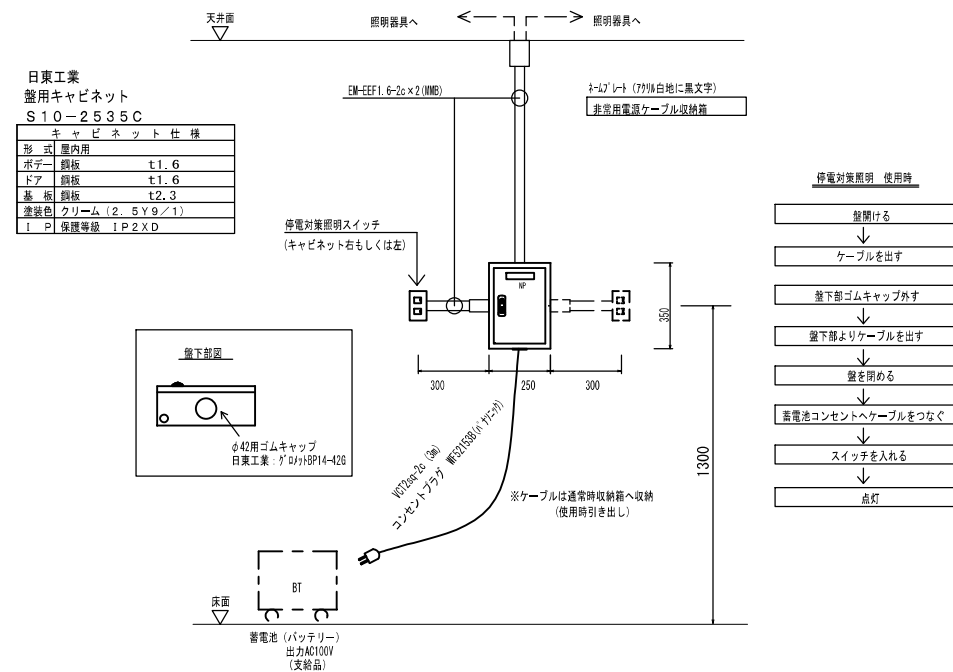 天井面
照明器具へ
照明器具へ
日東工業
盤用キャビネット
S10-2535C
キャビネット仕様
形式 屋内用
ボデー 鋼板 t1.6
ドア 鋼板 t1.6
基板 鋼板 t2.3
塗装色 クリーム(2.5Y9/1)
IP 保護等級 IP2XD
EM-EEF1.6-2c×2(MMB)
ネームプレート (アクリル白地に黒文字)
非常用電源ケーブル収納箱
停電対策照明スイッチ
(キャビネット右もしくは左)
NP
350
300
250
300
1300
盤下部図
φ42用ゴムキャップ
日東工業:グロメットBP14-42G
VCT2sq-2c (3m)
コンセントプラグ WF52153B(パナソニック)
※ケーブルは通常時収納箱へ収納
(使用時引き出し)
BT
床面
蓄電池(バッテリー)
出力AC100V
(支給品)
停電対策照明 使用時
盤開ける
ケーブルを出す
盤下部ゴムキャップ外す
盤下部よりケーブルを出す
盤を閉める
蓄電池コンセントへケーブルをつなぐ
スイッチを入れる
点灯